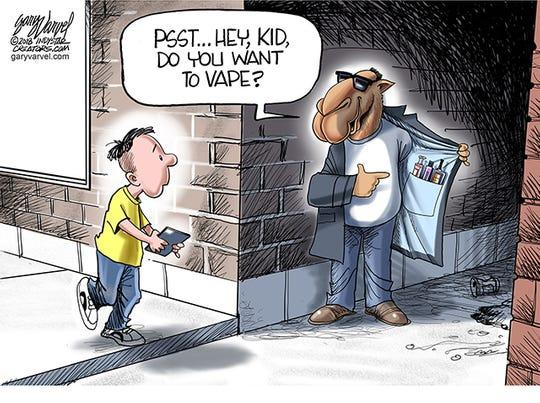 Gary Varvel
©2018 INDYSTAR
CREATORS.COM
garyvarvel.com
PSST...HEY, KID,
DO YOU WANT
TO VAPE?